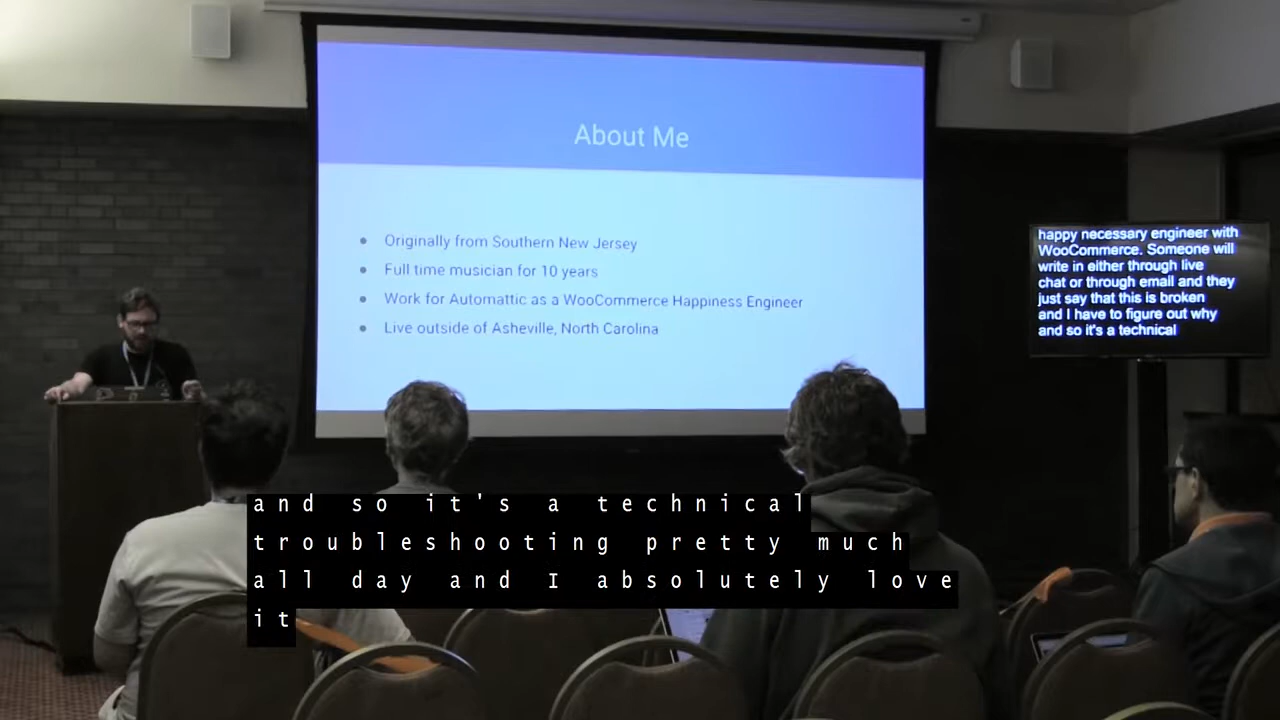 About Me
Originally from Southern New Jersey
Full time musician for 10 years
Work for Automattic as a WooCommerce Happiness Engineer
Live outside of Asheville, North Carolina
happy necessary engineer with
WooCommerce. Someone will
write in either through live
chat or through email and they
just say that this is broken
and I have to figure out why
and so it's a technical
and so it's a technical
troubleshooting pretty much
all day and I absolutely love
it